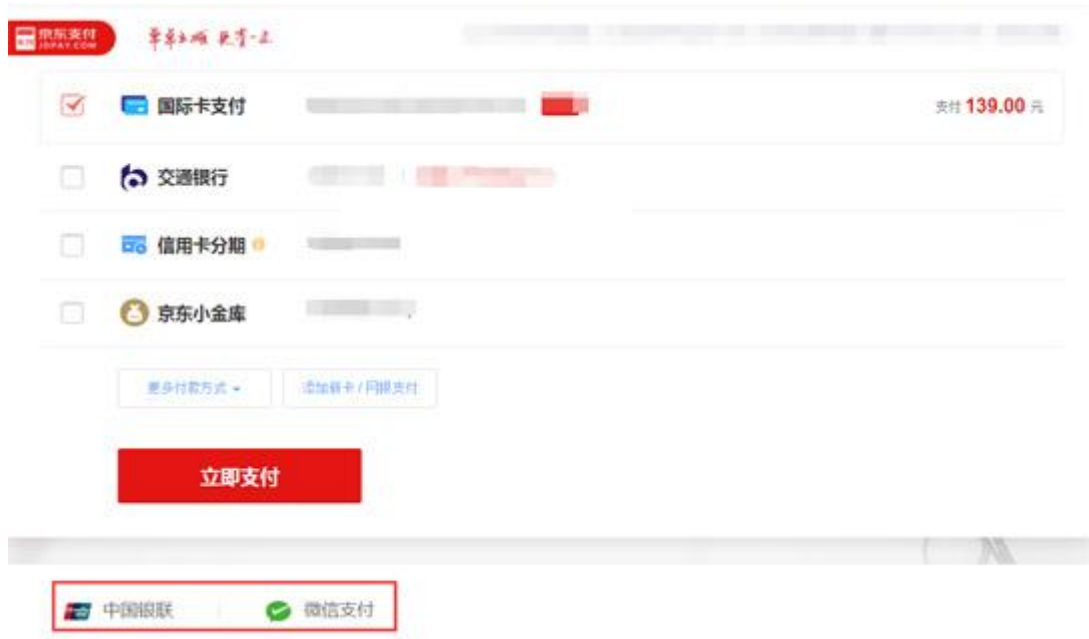 京东支付
JDPAY.COM
国际卡支付 支付 139.00 元
交通银行
信用卡分期
京东小金库
更多付款方式 添加新卡/网银支付
立即支付
中国银联 微信支付